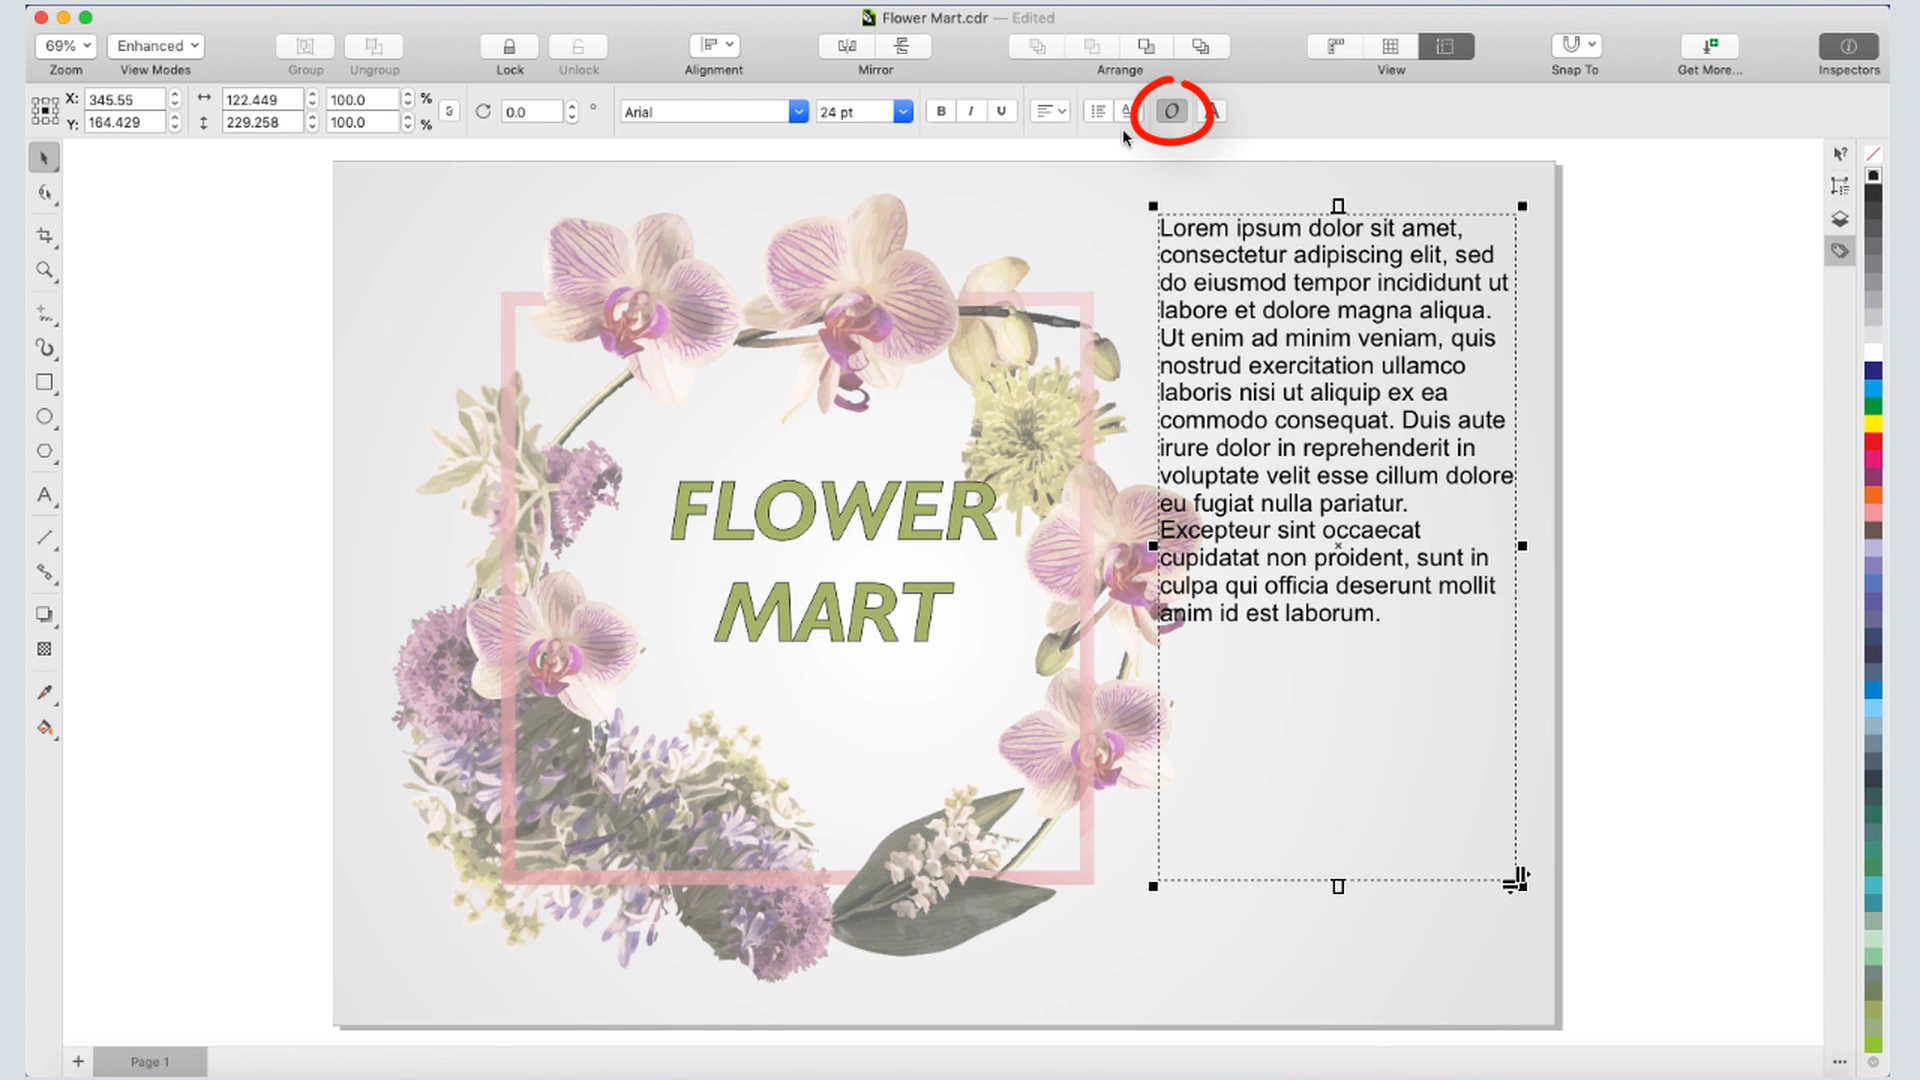 Flower Mart.cdr — Edited
69%
Enhanced
Zoom
View Modes
Group
Ungroup
Lock
Unlock
Alignment
Mirror
Arrange
View
Snap To
Get More...
Inspectors
X: 345.55
122.449
100.0 %
Y: 164.429
229.258
100.0 %
0.0 °
Arial
24 pt
B
I
U
O
A
FLOWER
MART
Lorem ipsum dolor sit amet,
consectetur adipiscing elit, sed
do eiusmod tempor incididunt ut
labore et dolore magna aliqua.
Ut enim ad minim veniam, quis
nostrud exercitation ullamco
laboris nisi ut aliquip ex ea
commodo consequat. Duis aute
irure dolor in reprehenderit in
voluptate velit esse cillum dolore
eu fugiat nulla pariatur.
Excepteur sint occaecat
cupidatat non proident, sunt in
culpa qui officia deserunt mollit
anim id est laborum.
+ Page 1